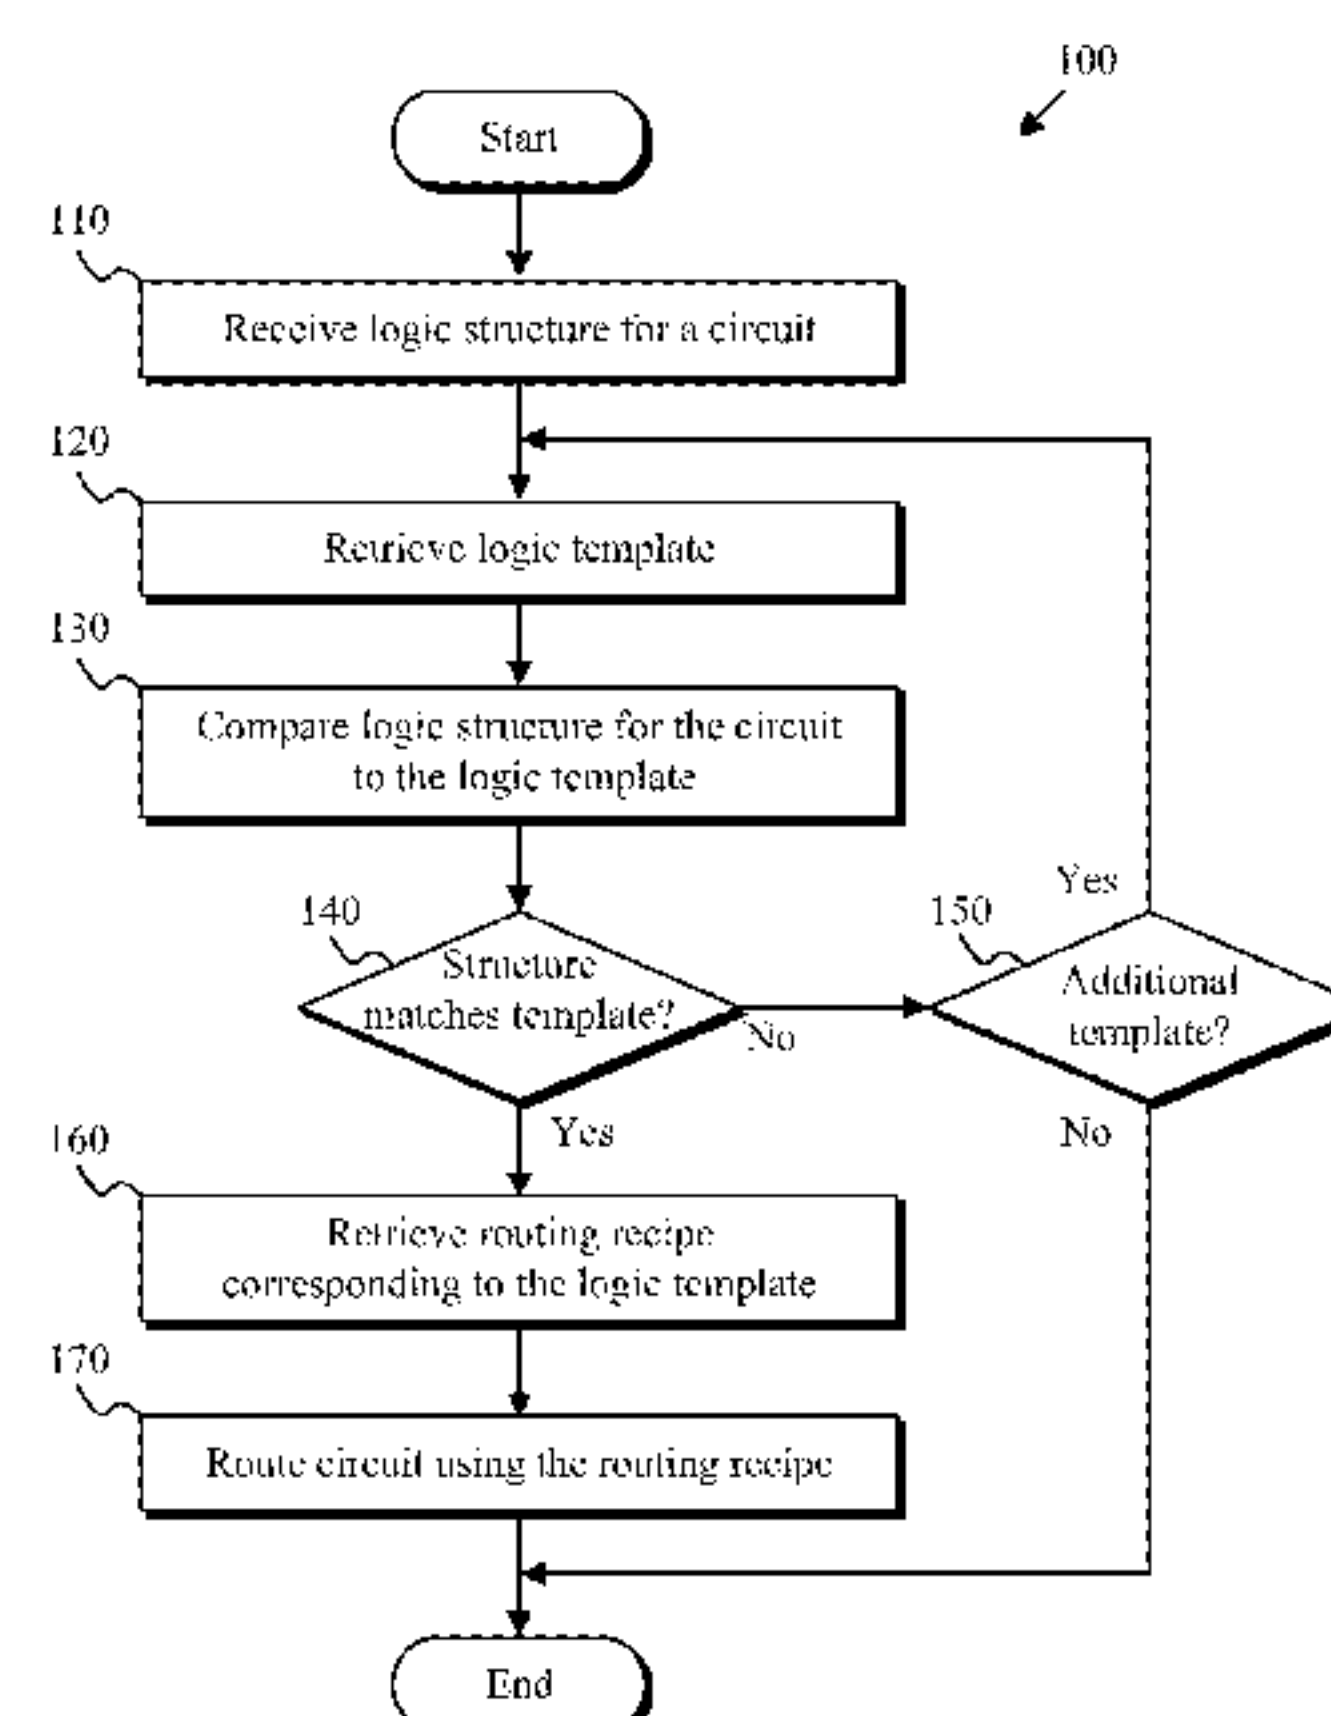 100
Start
110
Receive logic structure for a circuit
120
Retrieve logic template
130
Compare logic structure for the circuit
to the logic template
140
Structure
matches template?
No
Yes
150
Additional
template?
Yes
No
160
Retrieve routing recipe
corresponding to the logic template
170
Route circuit using the routing recipe
End